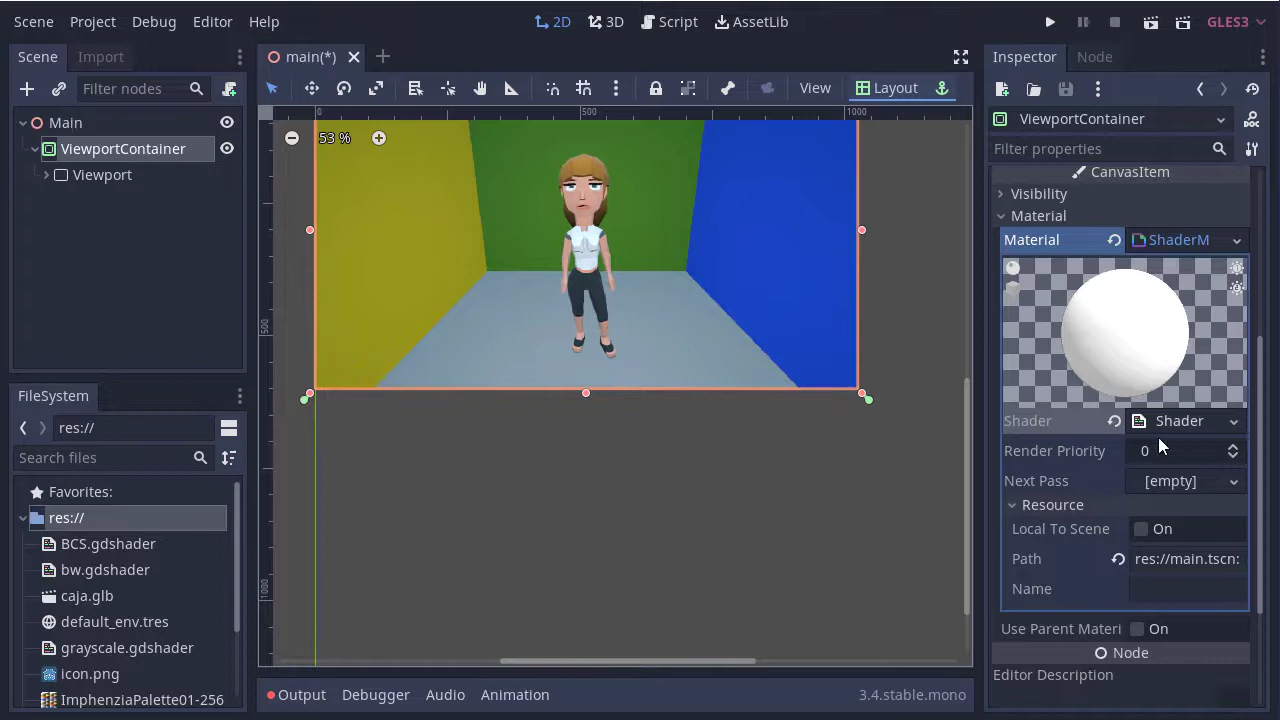 Scene Project Debug Editor Help
2D 3D Script AssetLib
GLES3
Scene Import
Filter nodes
Main
ViewportContainer
Viewport
FileSystem
res://
Search files
Favorites:
res://
BCS.gdshader
bw.gdshader
caja.glb
default_env.tres
grayscale.gdshader
icon.png
ImphenziaPalette01-256
main(*)
View Layout
0 500 1000
53 %
500
1000
Output Debugger Audio Animation 3.4.stable.mono
Inspector Node
ViewportContainer
Filter properties
CanvasItem
Visibility
Material
Material ShaderM
Shader Shader
Render Priority 0
Next Pass [empty]
Resource
Local To Scene On
Path res://main.tscn:
Name
Use Parent Materi On
Node
Editor Description